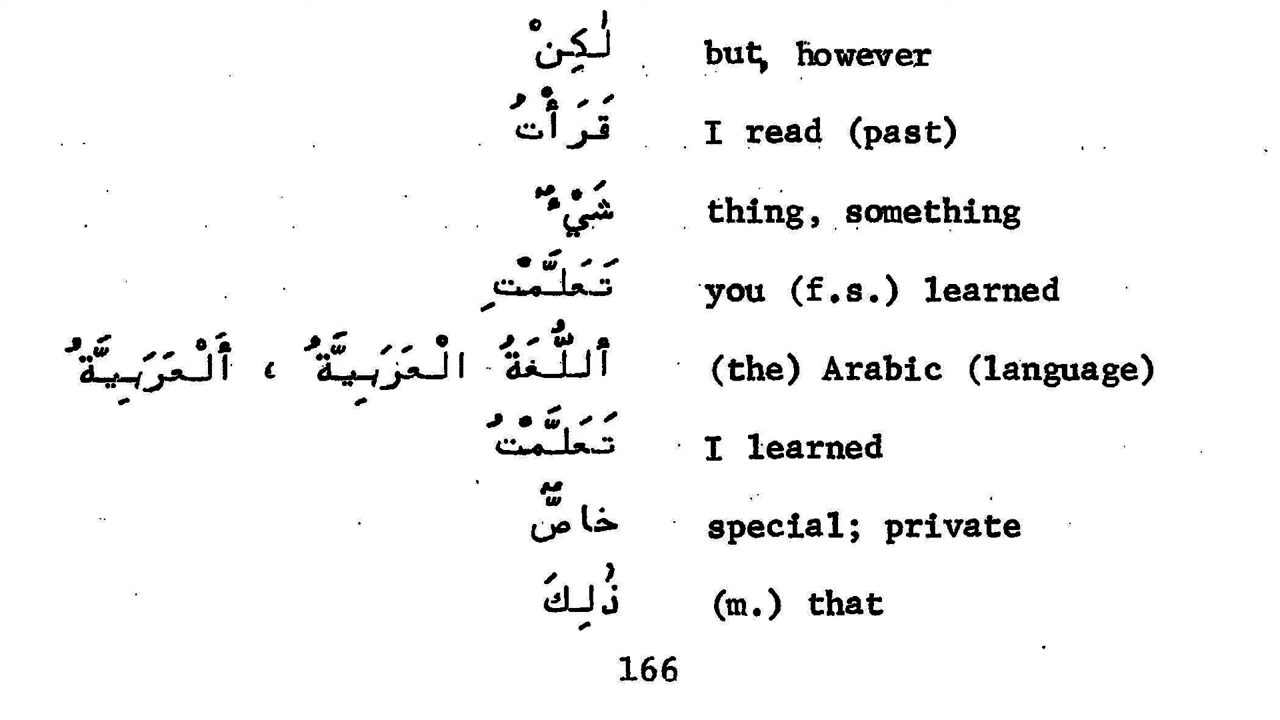 لٰكِنْ but, however
قَرَأْتُ I read (past)
شَيْءٌ thing, something
تَعَلَّمْتِ you (f.s.) learned
أَللُّغَةُ الْعَرَبِيَّةُ ، أَلْعَرَبِيَّةُ (the) Arabic (language)
تَعَلَّمْتُ I learned
خاصٌّ special; private
ذٰلِكَ (m.) that
166